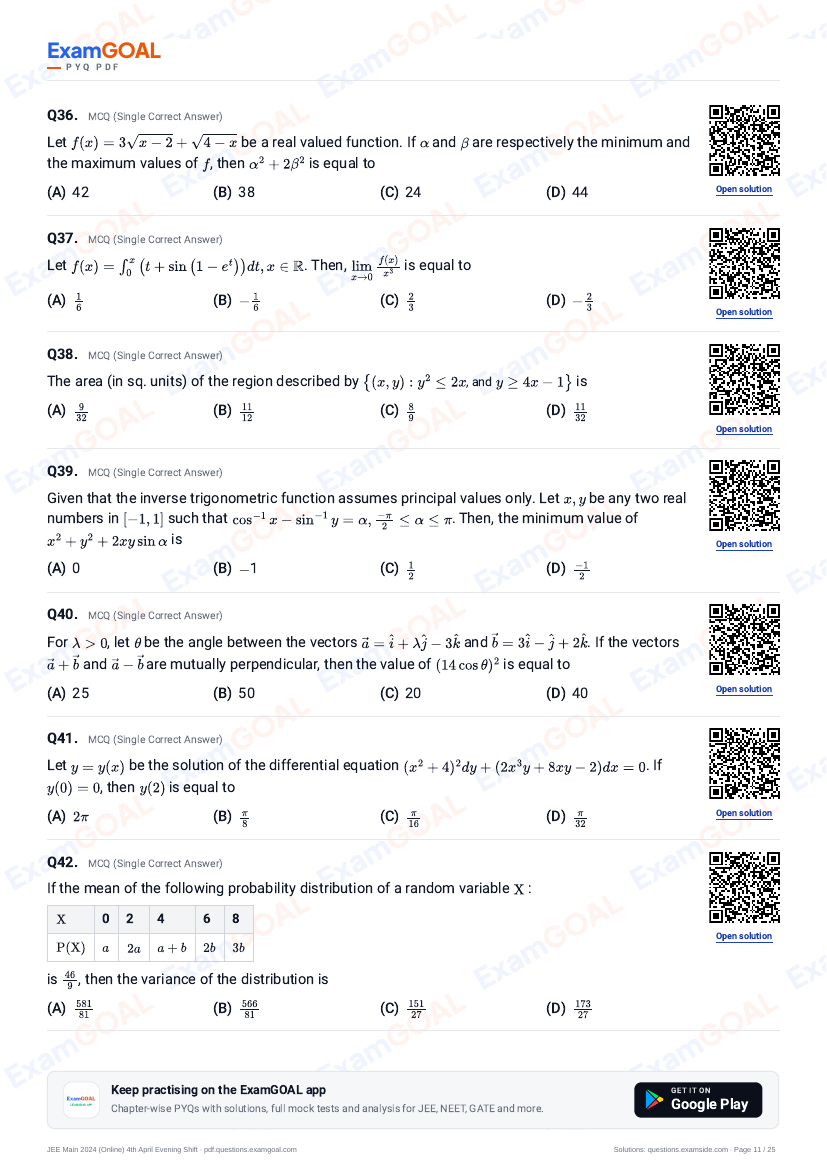 ExamGOAL
PYQ PDF
Q36. MCQ (Single Correct Answer)
Let f(x) = 3√(x − 2) + √(4 − x) be a real valued function. If α and β are respectively the minimum and
the maximum values of f, then α² + 2β² is equal to
(A) 42 (B) 38 (C) 24 (D) 44
Open solution
Q37. MCQ (Single Correct Answer)
Let f(x) = ∫₀ˣ (t + sin (1 − eᵗ)) dt, x ∈ ℝ. Then, lim x→0 f(x)/x³ is equal to
(A) 1/6 (B) −1/6 (C) 2/3 (D) −2/3
Open solution
Q38. MCQ (Single Correct Answer)
The area (in sq. units) of the region described by {(x, y) : y² ≤ 2x, and y ≥ 4x − 1} is
(A) 9/32 (B) 11/12 (C) 8/9 (D) 11/32
Open solution
Q39. MCQ (Single Correct Answer)
Given that the inverse trigonometric function assumes principal values only. Let x, y be any two real
numbers in [−1, 1] such that cos⁻¹ x − sin⁻¹ y = α, −π/2 ≤ α ≤ π. Then, the minimum value of
x² + y² + 2xy sin α is
(A) 0 (B) −1 (C) 1/2 (D) −1/2
Open solution
Q40. MCQ (Single Correct Answer)
For λ > 0, let θ be the angle between the vectors a⃗ = î + λĵ − 3k̂ and b⃗ = 3î − ĵ + 2k̂. If the vectors
a⃗ + b⃗ and a⃗ − b⃗ are mutually perpendicular, then the value of (14 cos θ)² is equal to
(A) 25 (B) 50 (C) 20 (D) 40
Open solution
Q41. MCQ (Single Correct Answer)
Let y = y(x) be the solution of the differential equation (x² + 4)²dy + (2x³y + 8xy − 2)dx = 0. If
y(0) = 0, then y(2) is equal to
(A) 2π (B) π/8 (C) π/16 (D) π/32
Open solution
Q42. MCQ (Single Correct Answer)
If the mean of the following probability distribution of a random variable X :
X 0 2 4 6 8
P(X) a 2a a + b 2b 3b
Open solution
is 46/9, then the variance of the distribution is
(A) 581/81 (B) 566/81 (C) 151/27 (D) 173/27
Keep practising on the ExamGOAL app
Chapter-wise PYQs with solutions, full mock tests and analysis for JEE, NEET, GATE and more.
ExamGOAL
GET IT ON
Google Play
JEE Main 2024 (Online) 4th April Evening Shift · pdf.questions.examgoal.com
Solutions: questions.examside.com · Page 11 / 25